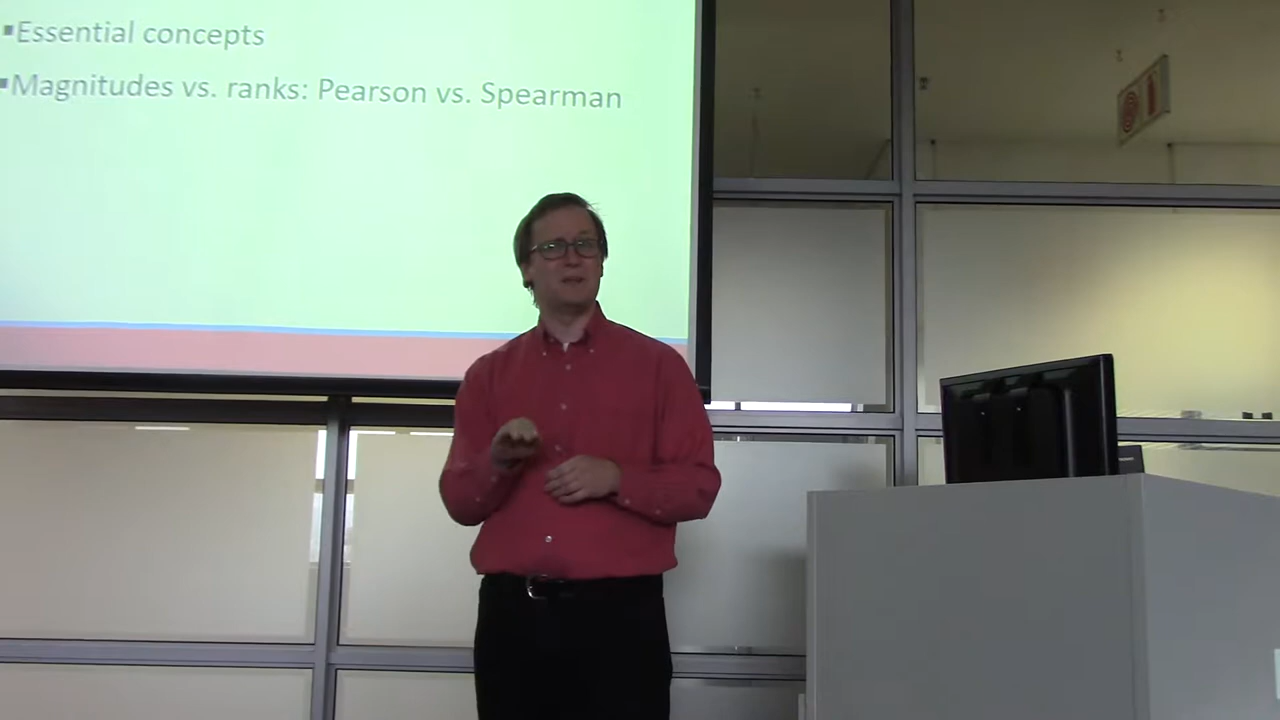 ▪Essential concepts
▪Magnitudes vs. ranks: Pearson vs. Spearman